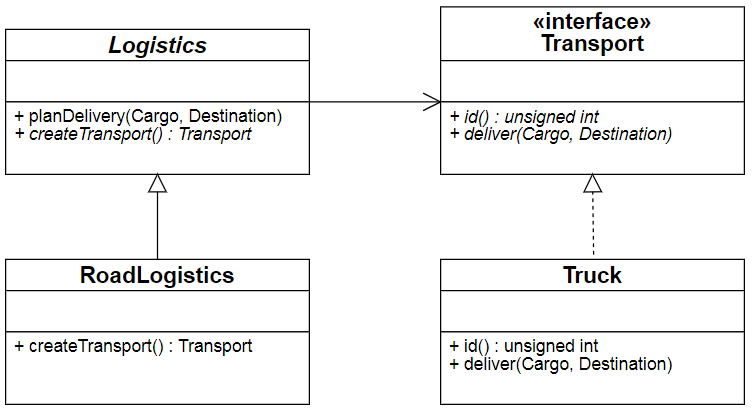 Logistics
+ planDelivery(Cargo, Destination)
+ createTransport() : Transport
«interface»
Transport
+ id() : unsigned int
+ deliver(Cargo, Destination)
RoadLogistics
+ createTransport() : Transport
Truck
+ id() : unsigned int
+ deliver(Cargo, Destination)